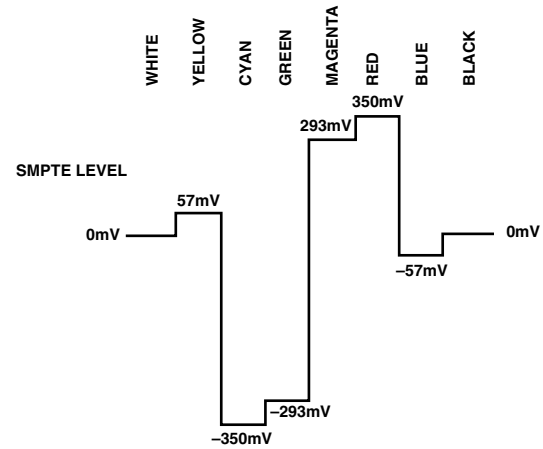 WHITE
YELLOW
CYAN
GREEN
MAGENTA
RED
BLUE
BLACK
350mV
293mV
SMPTE LEVEL
57mV
0mV
0mV
–57mV
–293mV
–350mV